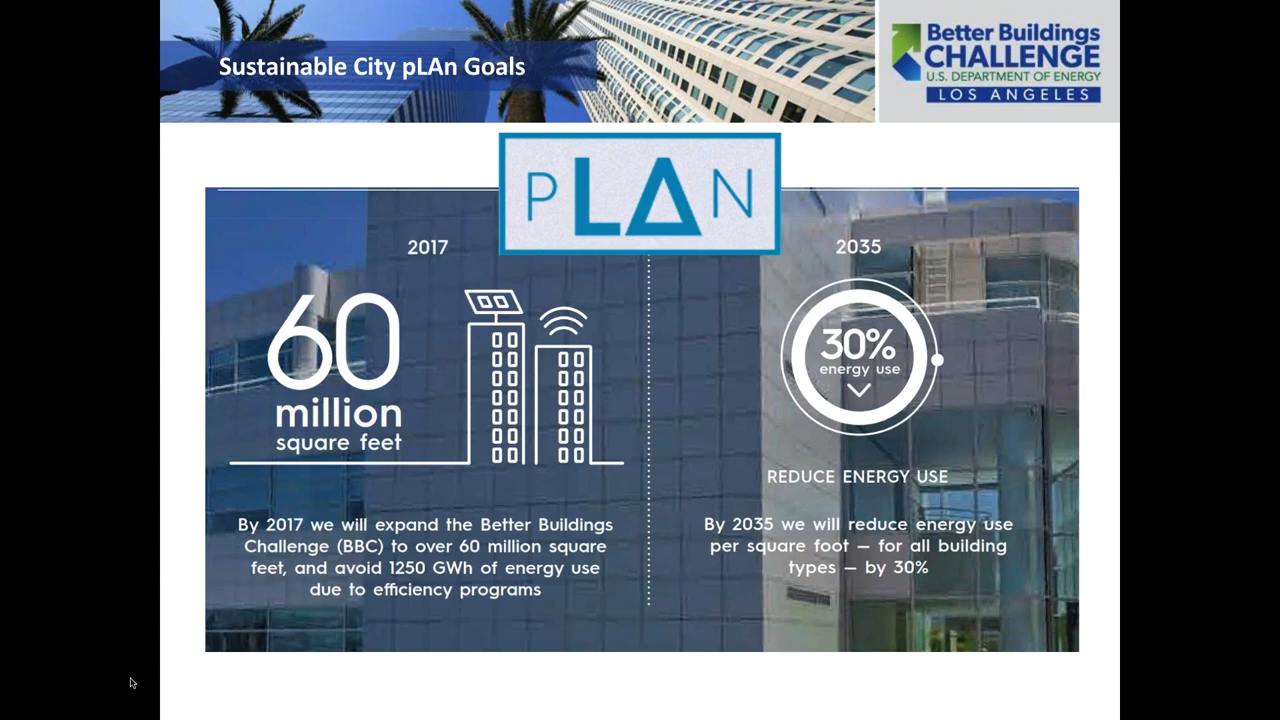 Sustainable City pLAn Goals
Better Buildings
CHALLENGE
U.S. DEPARTMENT OF ENERGY
LOS ANGELES
pLAN
2017
60
million
square feet
By 2017 we will expand the Better Buildings
Challenge (BBC) to over 60 million square
feet, and avoid 1250 GWh of energy use
due to efficiency programs
2035
30%
energy use
REDUCE ENERGY USE
By 2035 we will reduce energy use
per square foot — for all building
types — by 30%